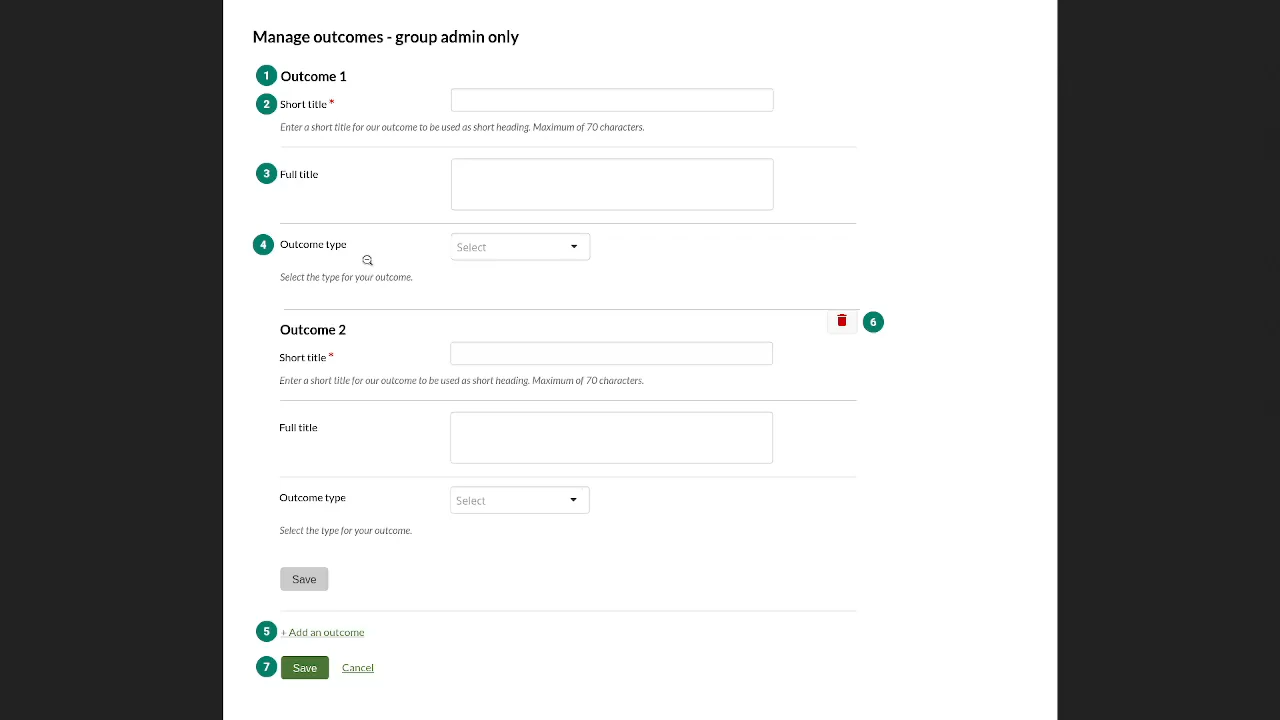 Manage outcomes - group admin only
1 Outcome 1
2 Short title *
Enter a short title for our outcome to be used as short heading. Maximum of 70 characters.
3 Full title
4 Outcome type Select
Select the type for your outcome.
6
Outcome 2
Short title *
Enter a short title for our outcome to be used as short heading. Maximum of 70 characters.
Full title
Outcome type Select
Select the type for your outcome.
Save
5 + Add an outcome
7 Save Cancel